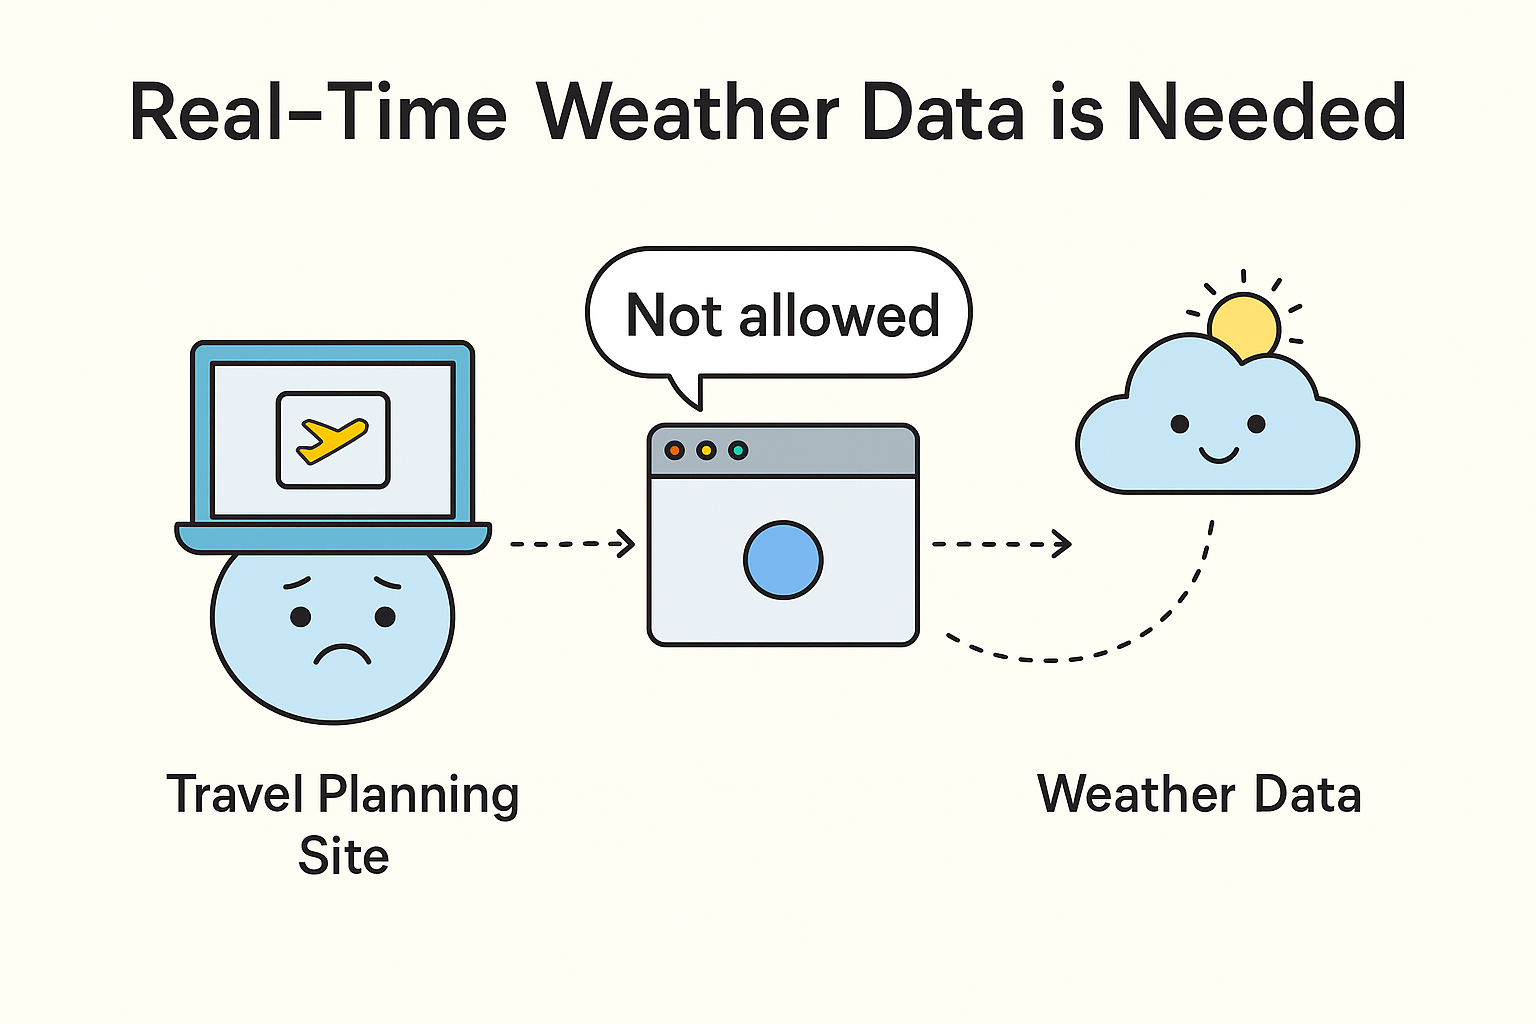 Real-Time Weather Data is Needed
Not allowed
Travel Planning
Site
Weather Data